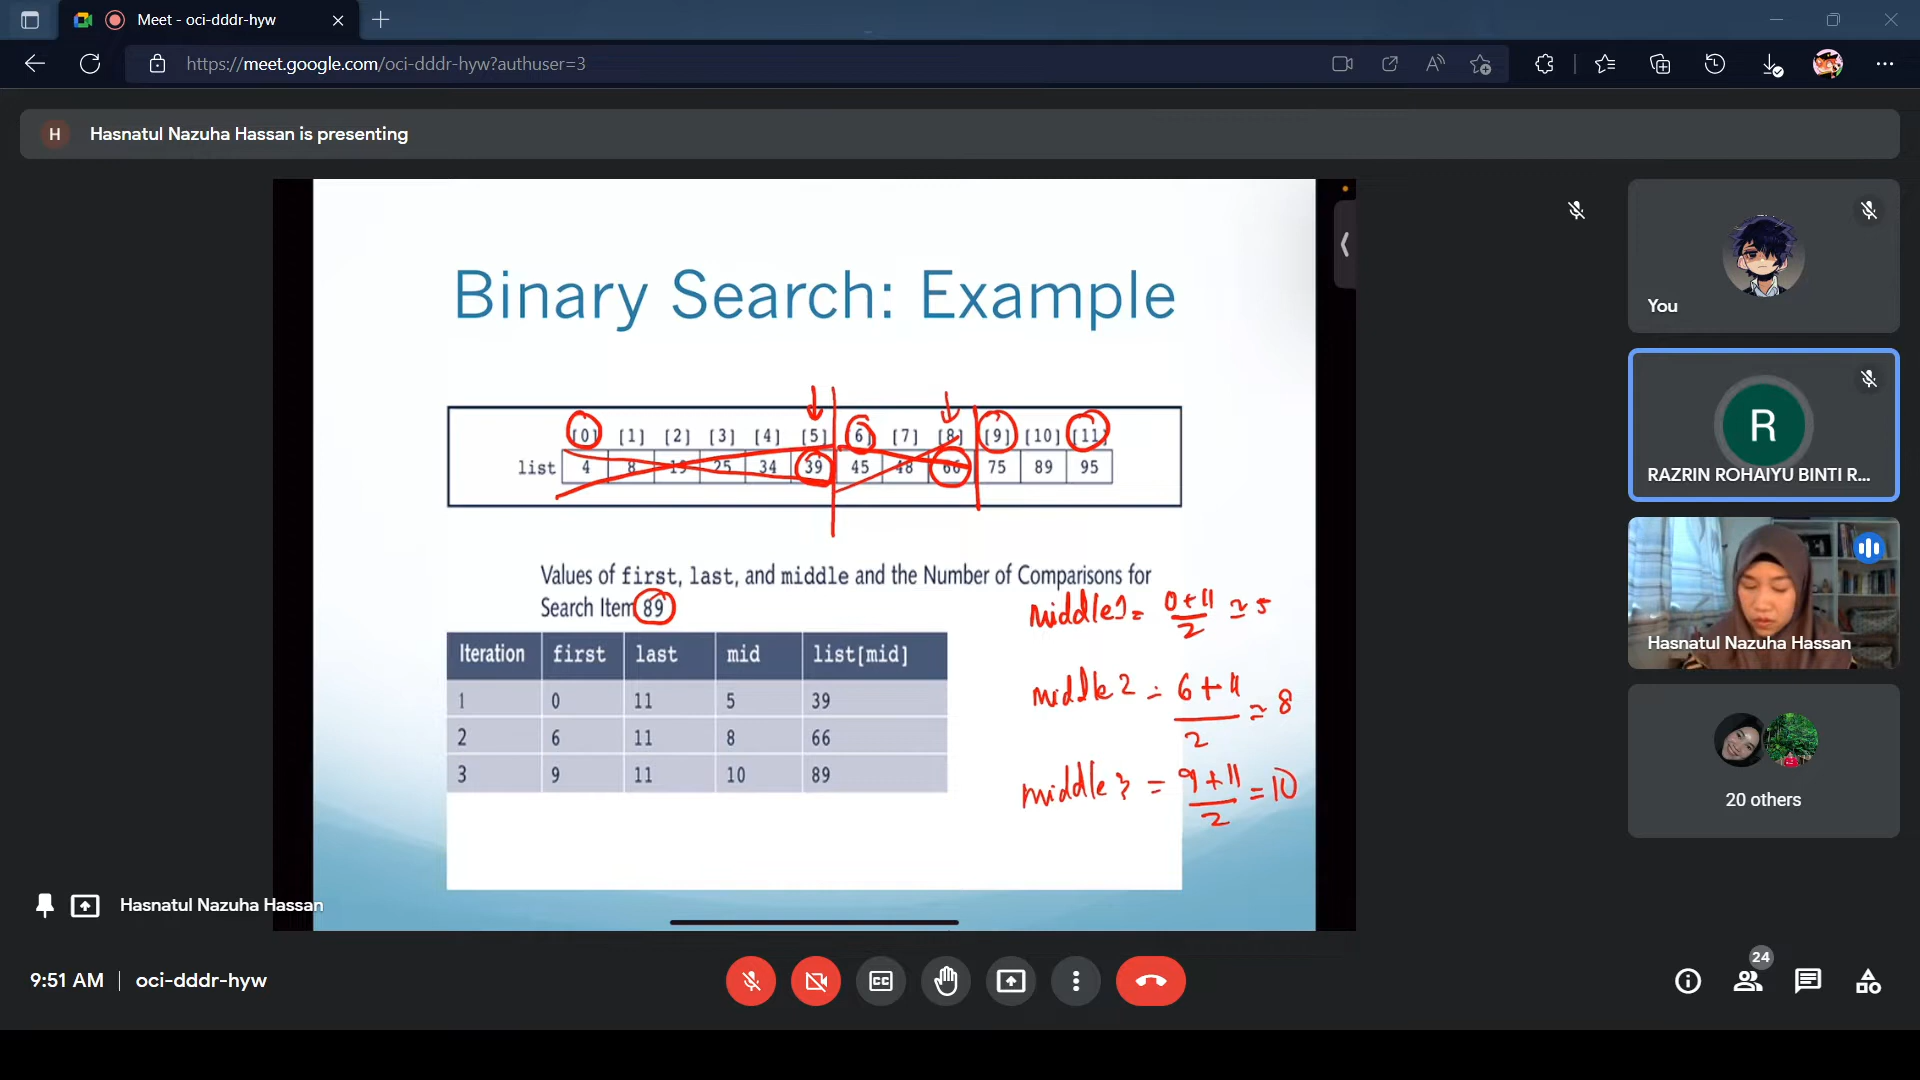 Meet - oci-dddr-hyw
https://meet.google.com/oci-dddr-hyw?authuser=3
H Hasnatul Nazuha Hassan is presenting
Binary Search: Example
[0] [1] [2] [3] [4] [5] [6] [7] [8] [9] [10] [11]
list 4 8 19 25 34 39 45 48 66 75 89 95
Values of first, last, and middle and the Number of Comparisons for
Search Item 89
Iteration first last mid list[mid]
1 0 11 5 39
2 6 11 8 66
3 9 11 10 89
middle1 = 0+11
2
≃ 5
middle 2 = 6+11
2
≃ 8
middle 3 = 9+11
2
= 10
You
R
RAZRIN ROHAIYU BINTI R...
Hasnatul Nazuha Hassan
20 others
Hasnatul Nazuha Hassan
9:51 AM | oci-dddr-hyw
CC
24